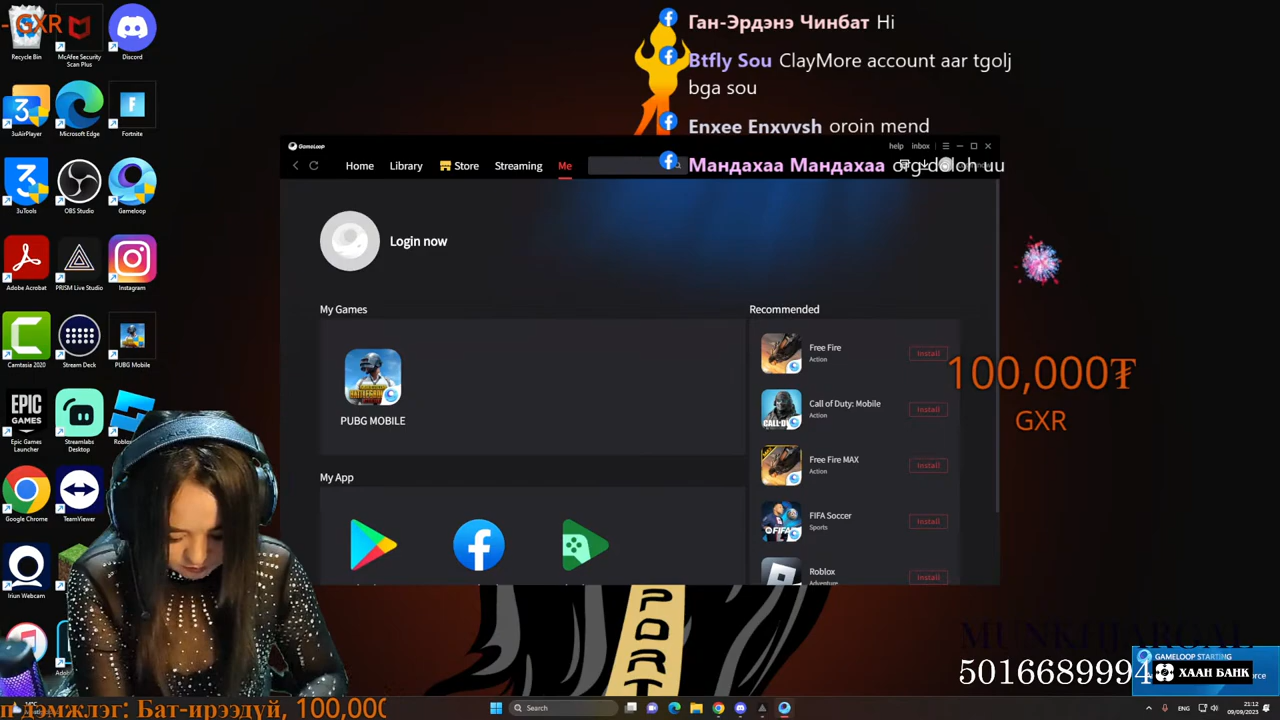 - GXR
Recycle Bin
McAfee Security Scan Plus
Discord
3uAirPlayer
Microsoft Edge
Fortnite
3uTools
OBS Studio
Gameloop
Adobe Acrobat
PRISM Live Studio
Instagram
Camtasia 2020
Stream Deck
PUBG Mobile
Epic Games Launcher
Streamlabs Desktop
Google Chrome
TeamViewer
Iriun Webcam
Ган-Эрдэнэ Чинбат Hi
Btfly Sou ClayMore account aar tgolj
bga sou
Enxee Enxvvsh oroin mend
Мандахаа Мандахаа
GameLoop
help inbox
Home Library Store Streaming Me
Login now
My Games
Recommended
PUBG MOBILE
Free Fire
Action
Install
Call of Duty: Mobile
Action
Install
Free Fire MAX
Action
Install
FIFA Soccer
Sports
Install
Roblox
Adventure
Install
My App
100,000₮
GXR
PORT
MUNKHJARGAL
5016689994
GAMELOOP STARTING
ХААН БАНК
Бат-ирээдүй, 100,000
Search
ENG
21:12
09/09/2023